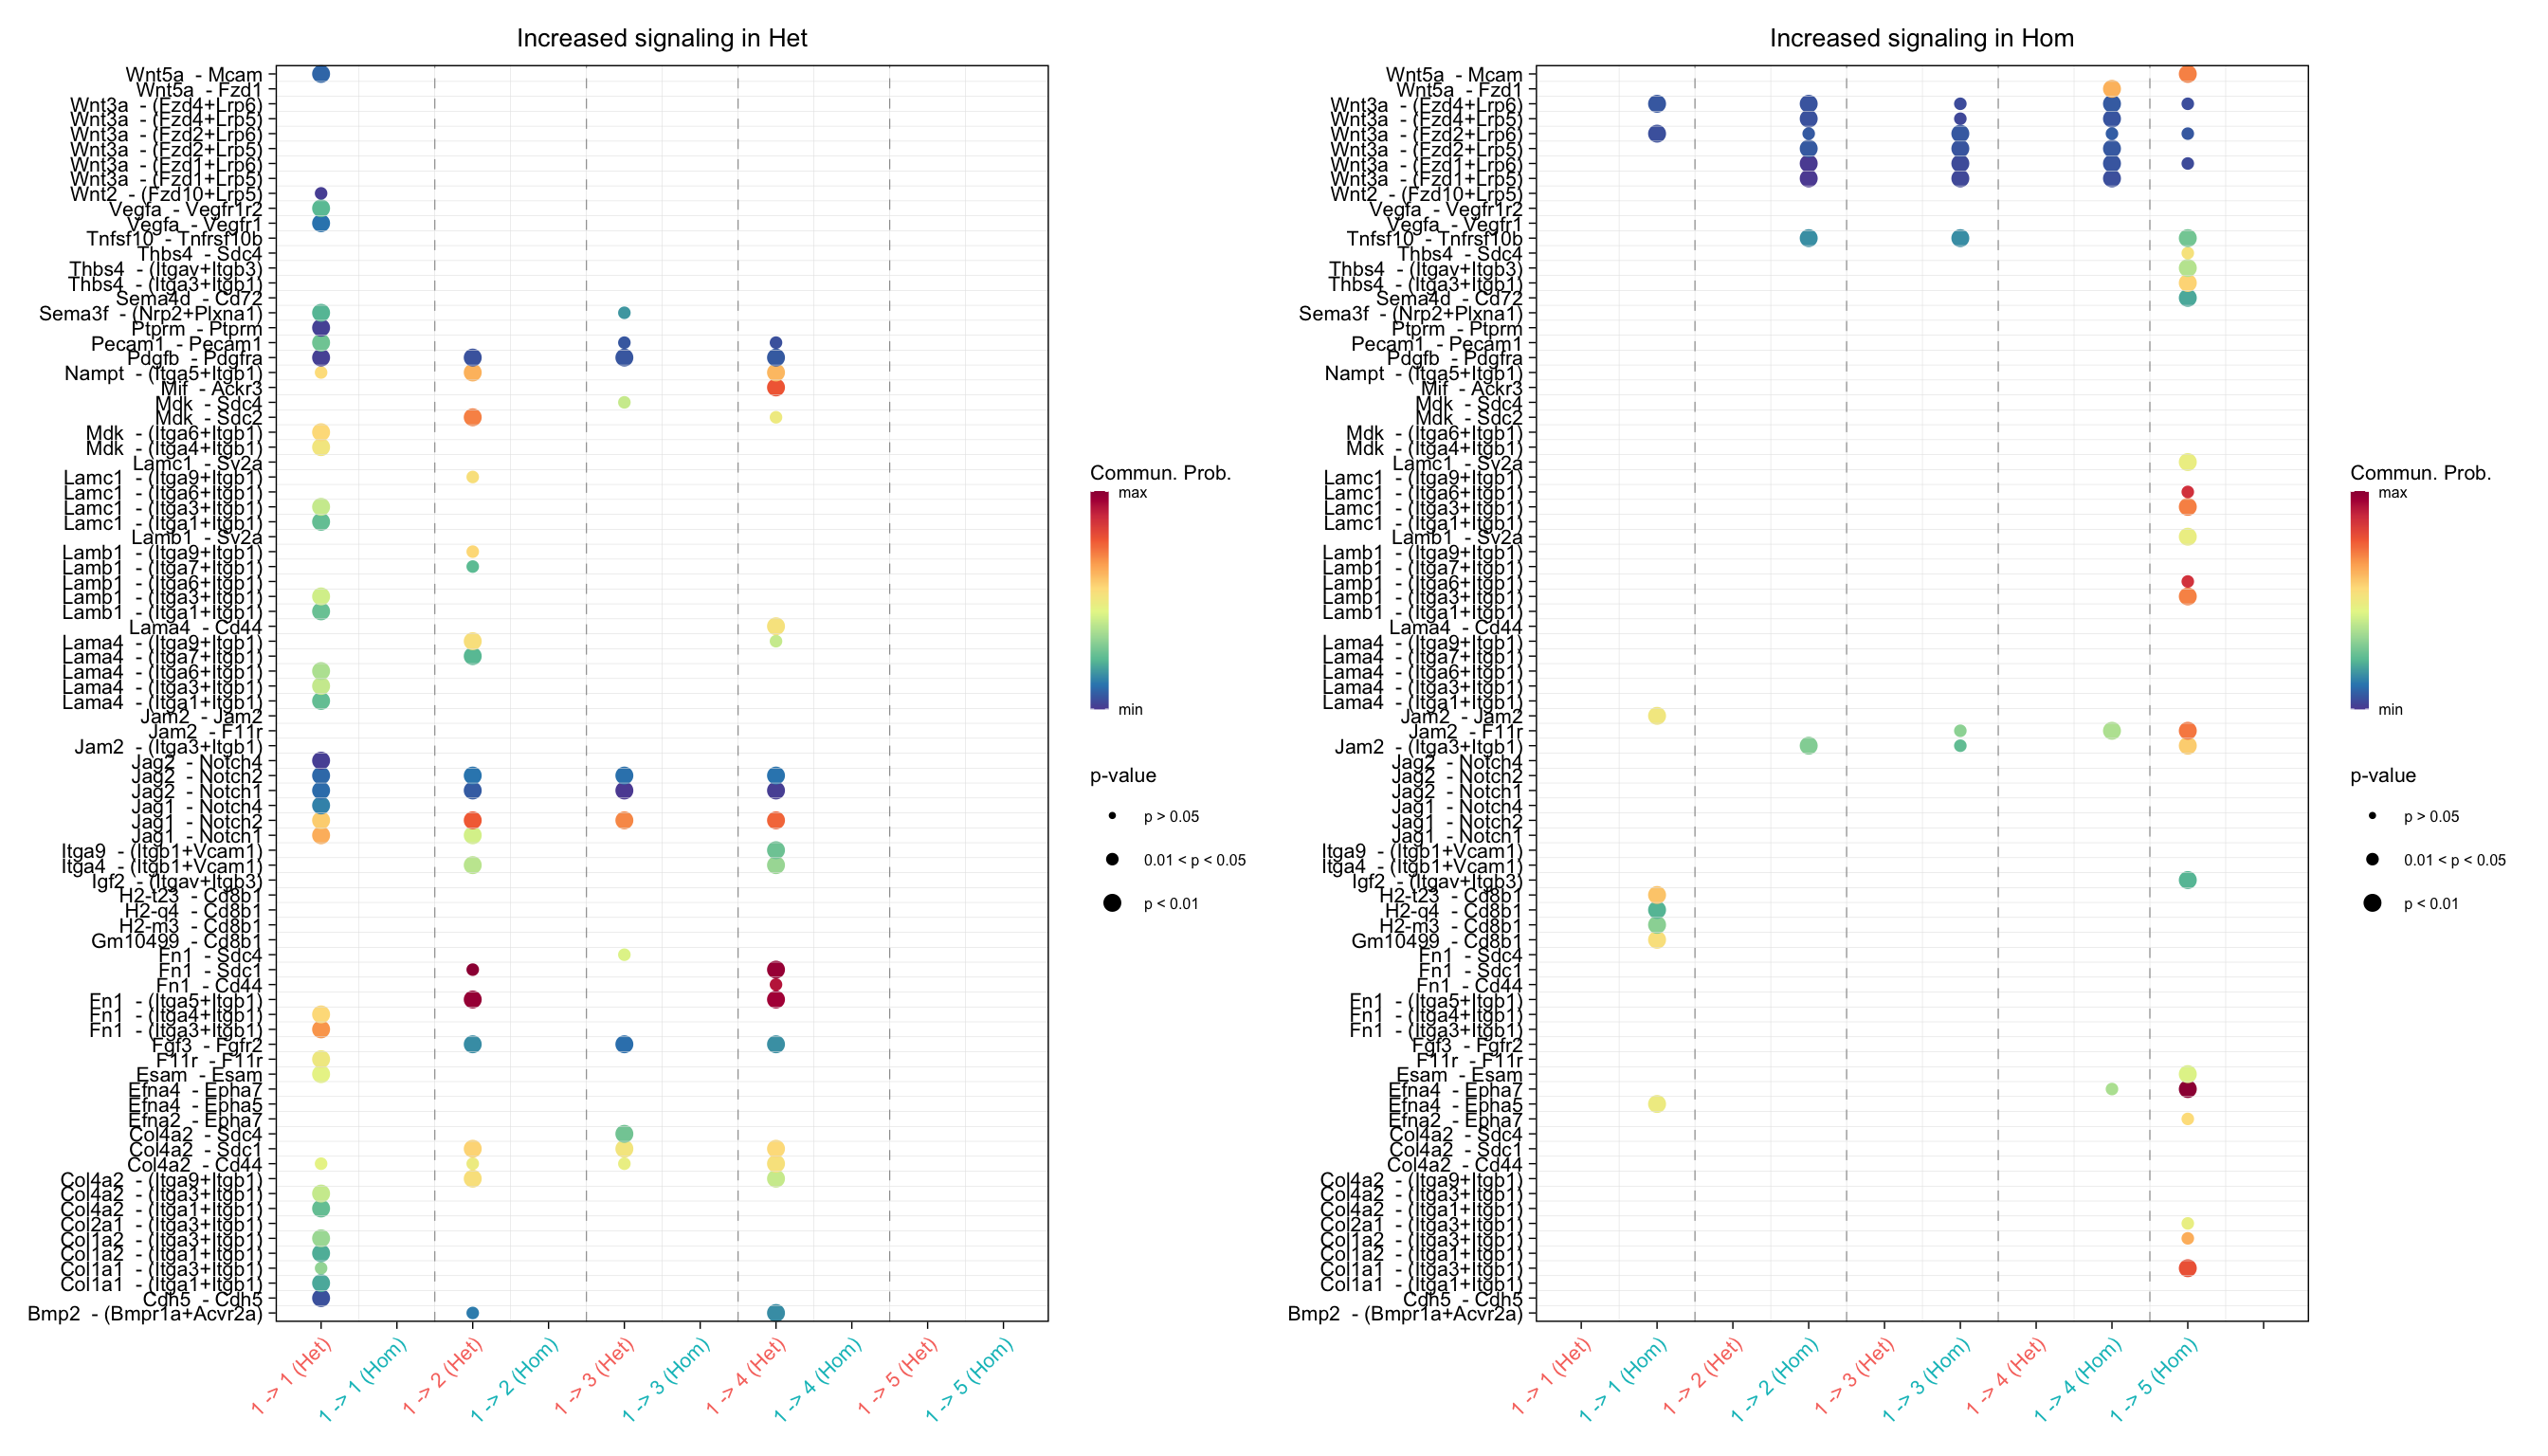 Increased signaling in Het
Wnt5a - Mcam
Wnt5a - Fzd1
Wnt3a - (Fzd4+Lrp6)
Wnt3a - (Fzd4+Lrp5)
Wnt3a - (Fzd2+Lrp6)
Wnt3a - (Fzd2+Lrp5)
Wnt3a - (Fzd1+Lrp6)
Wnt3a - (Fzd1+Lrp5)
Wnt2 - (Fzd10+Lrp5)
Vegfa - Vegfr1r2
Vegfa - Vegfr1
Tnfsf10 - Tnfrsf10b
Thbs4 - Sdc4
Thbs4 - (Itgav+Itgb3)
Thbs4 - (Itga3+Itgb1)
Sema4d - Cd72
Sema3f - (Nrp2+Plxna1)
Ptprm - Ptprm
Pecam1 - Pecam1
Pdgfb - Pdgfra
Nampt - (Itga5+Itgb1)
Mif - Ackr3
Mdk - Sdc4
Mdk - Sdc2
Mdk - (Itga6+Itgb1)
Mdk - (Itga4+Itgb1)
Lamc1 - Sv2a
Lamc1 - (Itga9+Itgb1)
Lamc1 - (Itga6+Itgb1)
Lamc1 - (Itga3+Itgb1)
Lamc1 - (Itga1+Itgb1)
Lamb1 - Sv2a
Lamb1 - (Itga9+Itgb1)
Lamb1 - (Itga7+Itgb1)
Lamb1 - (Itga6+Itgb1)
Lamb1 - (Itga3+Itgb1)
Lamb1 - (Itga1+Itgb1)
Lama4 - Cd44
Lama4 - (Itga9+Itgb1)
Lama4 - (Itga7+Itgb1)
Lama4 - (Itga6+Itgb1)
Lama4 - (Itga3+Itgb1)
Lama4 - (Itga1+Itgb1)
Jam2 - Jam2
Jam2 - F11r
Jam2 - (Itga3+Itgb1)
Jag2 - Notch4
Jag2 - Notch2
Jag2 - Notch1
Jag1 - Notch4
Jag1 - Notch2
Jag1 - Notch1
Itga9 - (Itgb1+Vcam1)
Itga4 - (Itgb1+Vcam1)
Igf2 - (Itgav+Itgb3)
H2-t23 - Cd8b1
H2-q4 - Cd8b1
H2-m3 - Cd8b1
Gm10499 - Cd8b1
Fn1 - Sdc4
Fn1 - Sdc1
Fn1 - Cd44
Fn1 - (Itga5+Itgb1)
Fn1 - (Itga4+Itgb1)
Fn1 - (Itga3+Itgb1)
Fgf3 - Fgfr2
F11r - F11r
Esam - Esam
Efna4 - Epha7
Efna4 - Epha5
Efna2 - Epha7
Col4a2 - Sdc4
Col4a2 - Sdc1
Col4a2 - Cd44
Col4a2 - (Itga9+Itgb1)
Col4a2 - (Itga3+Itgb1)
Col4a2 - (Itga1+Itgb1)
Col2a1 - (Itga3+Itgb1)
Col1a2 - (Itga3+Itgb1)
Col1a2 - (Itga1+Itgb1)
Col1a1 - (Itga3+Itgb1)
Col1a1 - (Itga1+Itgb1)
Cdh5 - Cdh5
Bmp2 - (Bmpr1a+Acvr2a)
1 -> 1 (Het)
1 -> 1 (Hom)
1 -> 2 (Het)
1 -> 2 (Hom)
1 -> 3 (Het)
1 -> 3 (Hom)
1 -> 4 (Het)
1 -> 4 (Hom)
1 -> 5 (Het)
1 -> 5 (Hom)
Commun. Prob.
max
min
p-value
p > 0.05
0.01 < p < 0.05
p < 0.01
Increased signaling in Hom
Wnt5a - Mcam
Wnt5a - Fzd1
Wnt3a - (Fzd4+Lrp6)
Wnt3a - (Fzd4+Lrp5)
Wnt3a - (Fzd2+Lrp6)
Wnt3a - (Fzd2+Lrp5)
Wnt3a - (Fzd1+Lrp6)
Wnt3a - (Fzd1+Lrp5)
Wnt2 - (Fzd10+Lrp5)
Vegfa - Vegfr1r2
Vegfa - Vegfr1
Tnfsf10 - Tnfrsf10b
Thbs4 - Sdc4
Thbs4 - (Itgav+Itgb3)
Thbs4 - (Itga3+Itgb1)
Sema4d - Cd72
Sema3f - (Nrp2+Plxna1)
Ptprm - Ptprm
Pecam1 - Pecam1
Pdgfb - Pdgfra
Nampt - (Itga5+Itgb1)
Mif - Ackr3
Mdk - Sdc4
Mdk - Sdc2
Mdk - (Itga6+Itgb1)
Mdk - (Itga4+Itgb1)
Lamc1 - Sv2a
Lamc1 - (Itga9+Itgb1)
Lamc1 - (Itga6+Itgb1)
Lamc1 - (Itga3+Itgb1)
Lamc1 - (Itga1+Itgb1)
Lamb1 - Sv2a
Lamb1 - (Itga9+Itgb1)
Lamb1 - (Itga7+Itgb1)
Lamb1 - (Itga6+Itgb1)
Lamb1 - (Itga3+Itgb1)
Lamb1 - (Itga1+Itgb1)
Lama4 - Cd44
Lama4 - (Itga9+Itgb1)
Lama4 - (Itga7+Itgb1)
Lama4 - (Itga6+Itgb1)
Lama4 - (Itga3+Itgb1)
Lama4 - (Itga1+Itgb1)
Jam2 - Jam2
Jam2 - F11r
Jam2 - (Itga3+Itgb1)
Jag2 - Notch4
Jag2 - Notch2
Jag2 - Notch1
Jag1 - Notch4
Jag1 - Notch2
Jag1 - Notch1
Itga9 - (Itgb1+Vcam1)
Itga4 - (Itgb1+Vcam1)
Igf2 - (Itgav+Itgb3)
H2-t23 - Cd8b1
H2-q4 - Cd8b1
H2-m3 - Cd8b1
Gm10499 - Cd8b1
Fn1 - Sdc4
Fn1 - Sdc1
Fn1 - Cd44
Fn1 - (Itga5+Itgb1)
Fn1 - (Itga4+Itgb1)
Fn1 - (Itga3+Itgb1)
Fgf3 - Fgfr2
F11r - F11r
Esam - Esam
Efna4 - Epha7
Efna4 - Epha5
Efna2 - Epha7
Col4a2 - Sdc4
Col4a2 - Sdc1
Col4a2 - Cd44
Col4a2 - (Itga9+Itgb1)
Col4a2 - (Itga3+Itgb1)
Col4a2 - (Itga1+Itgb1)
Col2a1 - (Itga3+Itgb1)
Col1a2 - (Itga3+Itgb1)
Col1a2 - (Itga1+Itgb1)
Col1a1 - (Itga3+Itgb1)
Col1a1 - (Itga1+Itgb1)
Cdh5 - Cdh5
Bmp2 - (Bmpr1a+Acvr2a)
1 -> 1 (Het)
1 -> 1 (Hom)
1 -> 2 (Het)
1 -> 2 (Hom)
1 -> 3 (Het)
1 -> 3 (Hom)
1 -> 4 (Het)
1 -> 4 (Hom)
1 -> 5 (Hom)
Commun. Prob.
max
min
p-value
p > 0.05
0.01 < p < 0.05
p < 0.01